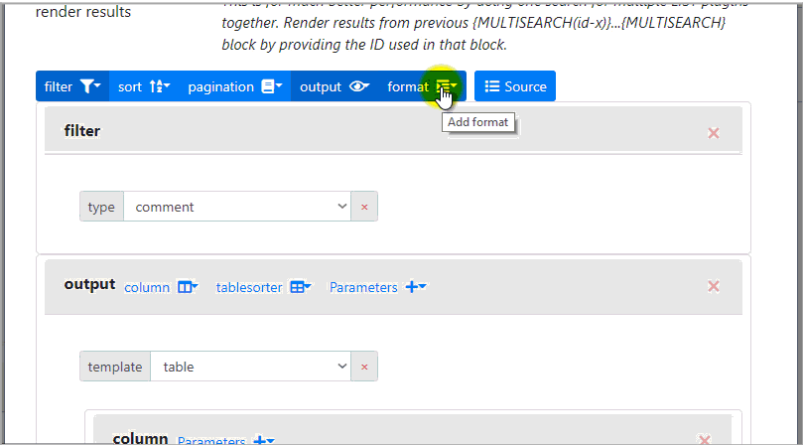 This is for much better performance by doing one search for multiple LIST plugins
render results
together. Render results from previous {MULTISEARCH(id-x)}...{MULTISEARCH}
block by providing the ID used in that block.
filter sort pagination output format Source
Add format
filter ×
type comment ×
output column tablesorter Parameters ×
template table ×
column Parameters ×